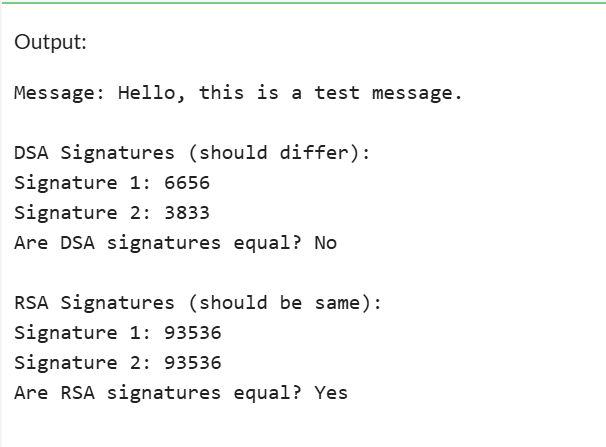 Output:
Message: Hello, this is a test message.
DSA Signatures (should differ):
Signature 1: 6656
Signature 2: 3833
Are DSA signatures equal? No
RSA Signatures (should be same):
Signature 1: 93536
Signature 2: 93536
Are RSA signatures equal? Yes